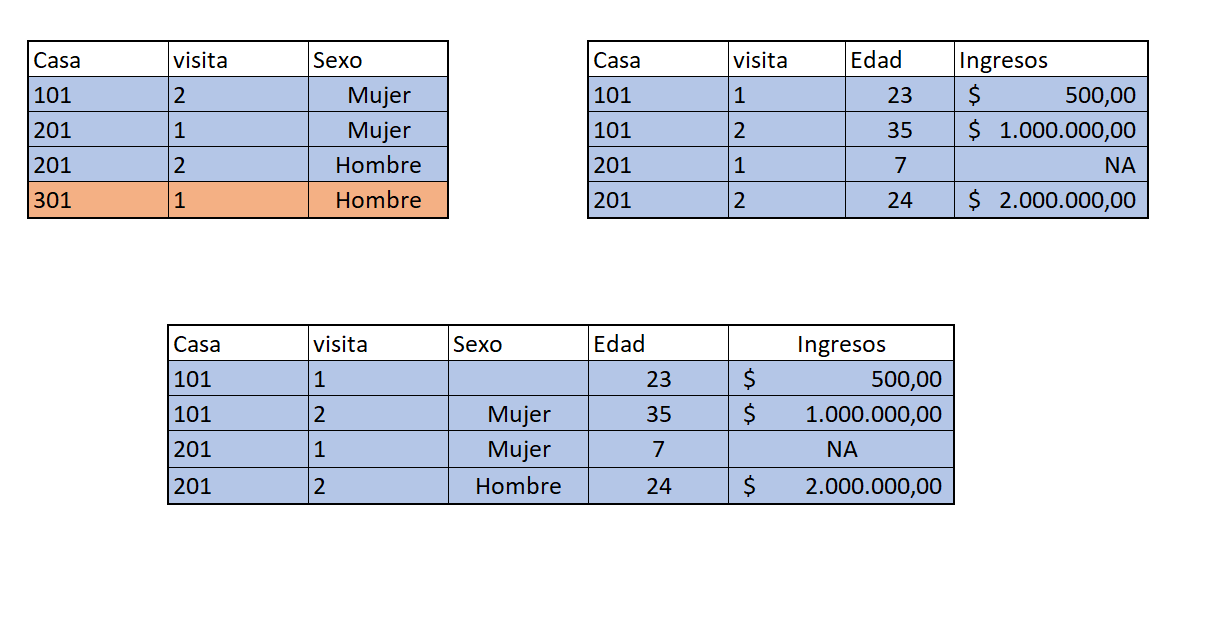 Casa visita Sexo
101 2 Mujer
201 1 Mujer
201 2 Hombre
301 1 Hombre
Casa visita Edad Ingresos
101 1 23 $ 500,00
101 2 35 $ 1.000.000,00
201 1 7 NA
201 2 24 $ 2.000.000,00
Casa visita Sexo Edad Ingresos
101 1 23 $ 500,00
101 2 Mujer 35 $ 1.000.000,00
201 1 Mujer 7 NA
201 2 Hombre 24 $ 2.000.000,00